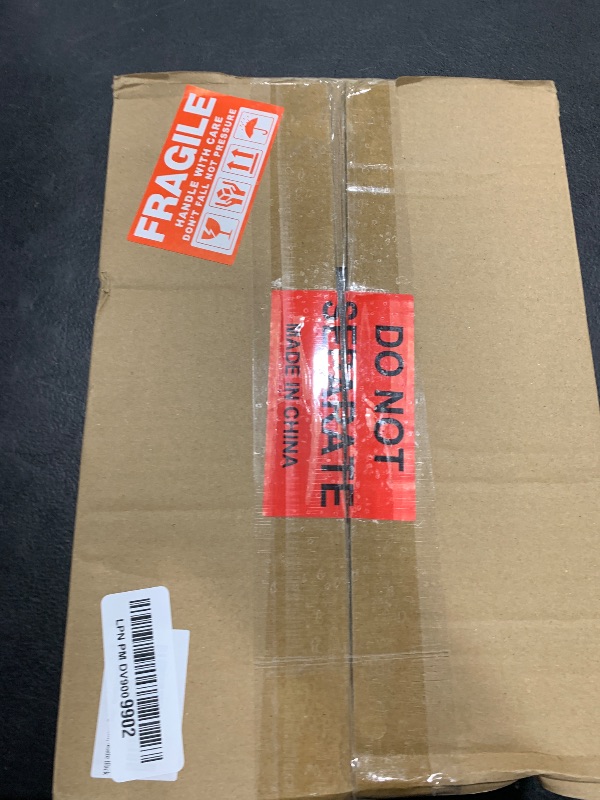 FRAGILE
HANDLE WITH CARE
DON'T FALL NOT PRESSURE
DO NOT
SEPARATE
MADE IN CHINA
LPN PM DV9009902